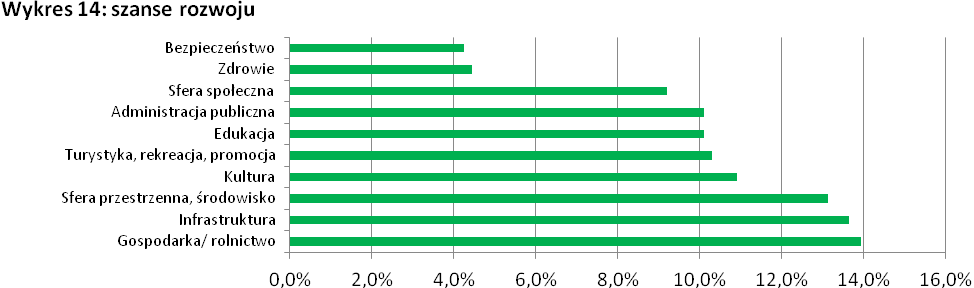 Wykres 14: szanse rozwoju
Bezpieczeństwo
Zdrowie
Sfera społeczna
Administracja publiczna
Edukacja
Turystyka, rekreacja, promocja
Kultura
Sfera przestrzenna, środowisko
Infrastruktura
Gospodarka/ rolnictwo
0,0% 2,0% 4,0% 6,0% 8,0% 10,0% 12,0% 14,0% 16,0%